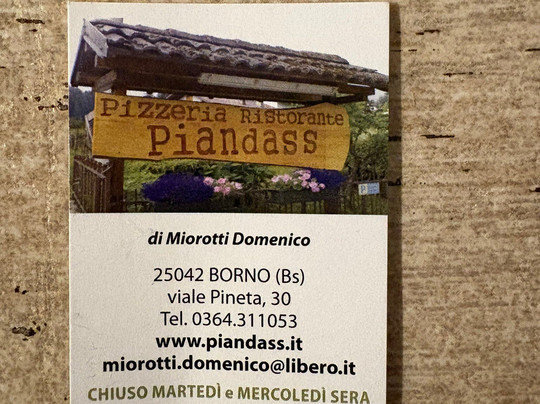 Pizzeria Ristorante
Piandass
P
di Miorotti Domenico
25042 BORNO (Bs)
viale Pineta, 30
Tel. 0364.311053
www.piandass.it
miorotti.domenico@libero.it
CHIUSO MARTEDÌ e MERCOLEDÌ SERA